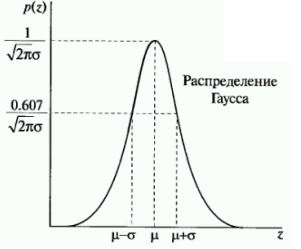 p(z)
1
√2πσ
Распределение
Гаусса
0.607
√2πσ
μ−σ μ μ+σ z